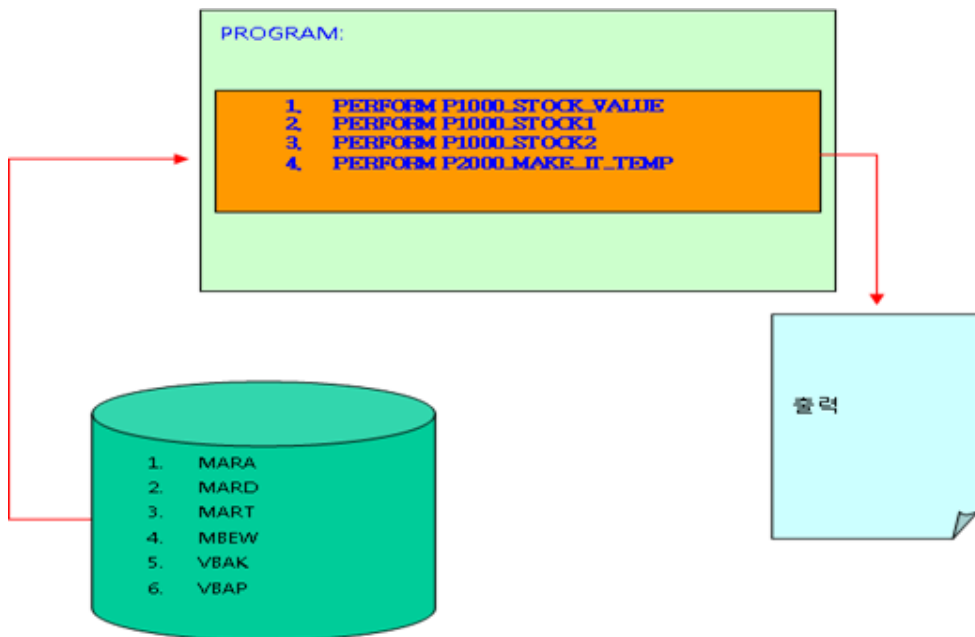 PROGRAM:
1. PERFORM P1000_STOCK_VALUE
2. PERFORM P1000_STOCK1
3. PERFORM P1000_STOCK2
4. PERFORM P2000_MAKE_IT_TEMP
출력
1. MARA
2. MARD
3. MART
4. MBEW
5. VBAK
6. VBAP